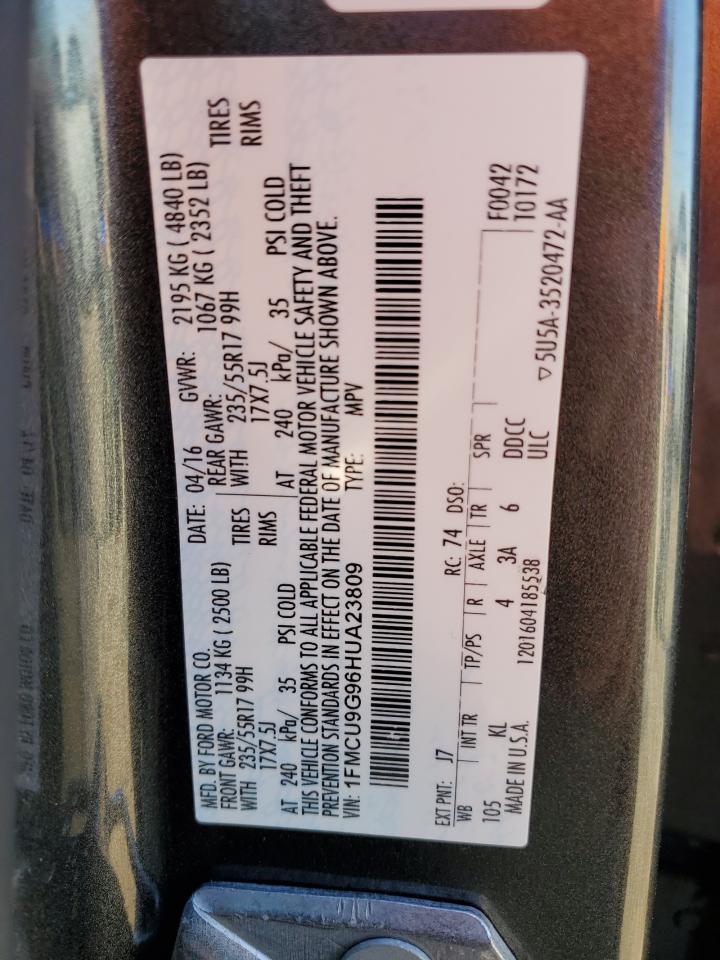 MFD. BY FORD MOTOR CO.
DATE: 04/16 GVWR: 2195 KG ( 4840 LB)
FRONT GAWR: 1134 KG ( 2500 LB)
REAR GAWR: 1067 KG ( 2352 LB)
WITH 235/55R17 99H TIRES
WITH 235/55R17 99H TIRES
17X7.5J RIMS
17X7.5J RIMS
AT 240 kPa/ 35 PSI COLD
AT 240 kPa/ 35 PSI COLD
THIS VEHICLE CONFORMS TO ALL APPLICABLE FEDERAL MOTOR VEHICLE SAFETY AND THEFT
PREVENTION STANDARDS IN EFFECT ON THE DATE OF MANUFACTURE SHOWN ABOVE.
VIN: 1FMCU9G96HUA23809 TYPE: MPV
EXT PNT: J7 RC: 74 DSO: F0042
T0172
WB INT TR TP/PS R AXLE TR SPR
105 KL 4 3A 6 DDCC
MADE IN U.S.A. 1201604185538 ULC
5U5A-3520472-AA